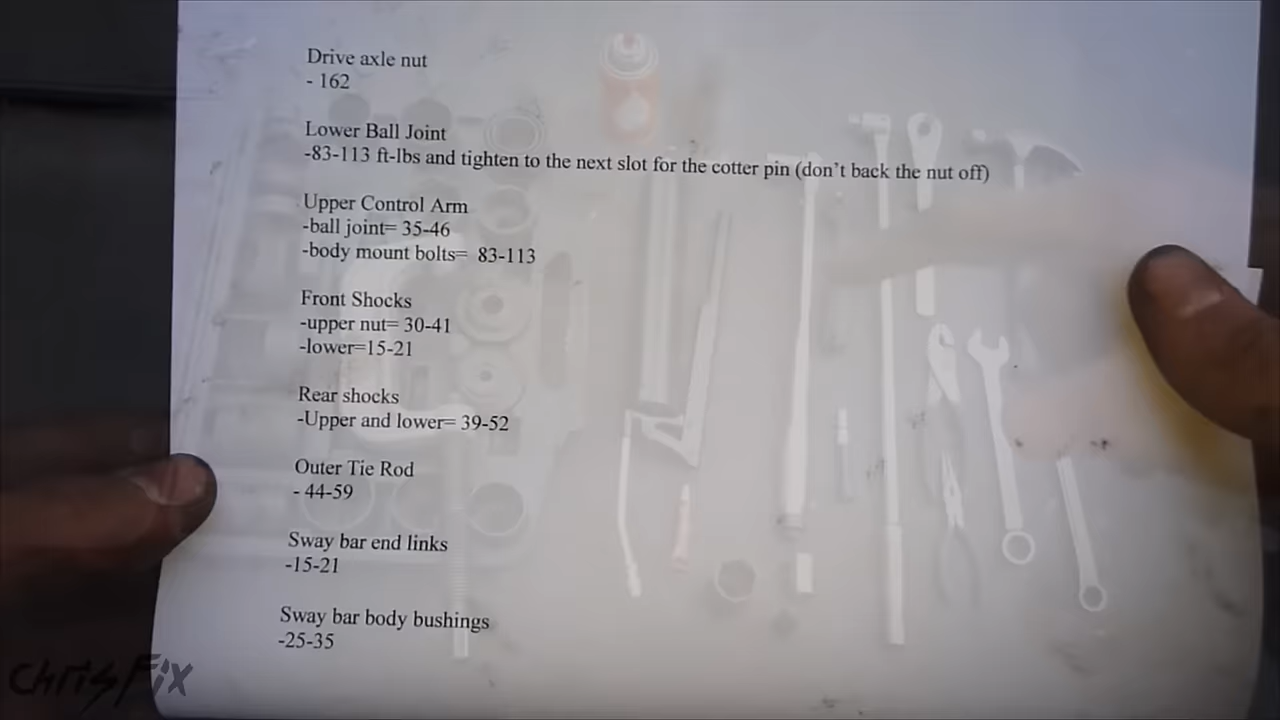 Drive axle nut
- 162
Lower Ball Joint
-83-113 ft-lbs and tighten to the next slot for the cotter pin (don't back the nut off)
Upper Control Arm
-ball joint= 35-46
-body mount bolts= 83-113
Front Shocks
-upper nut= 30-41
-lower=15-21
Rear shocks
-Upper and lower= 39-52
Outer Tie Rod
- 44-59
Sway bar end links
-15-21
Sway bar body bushings
-25-35
ChrisFix